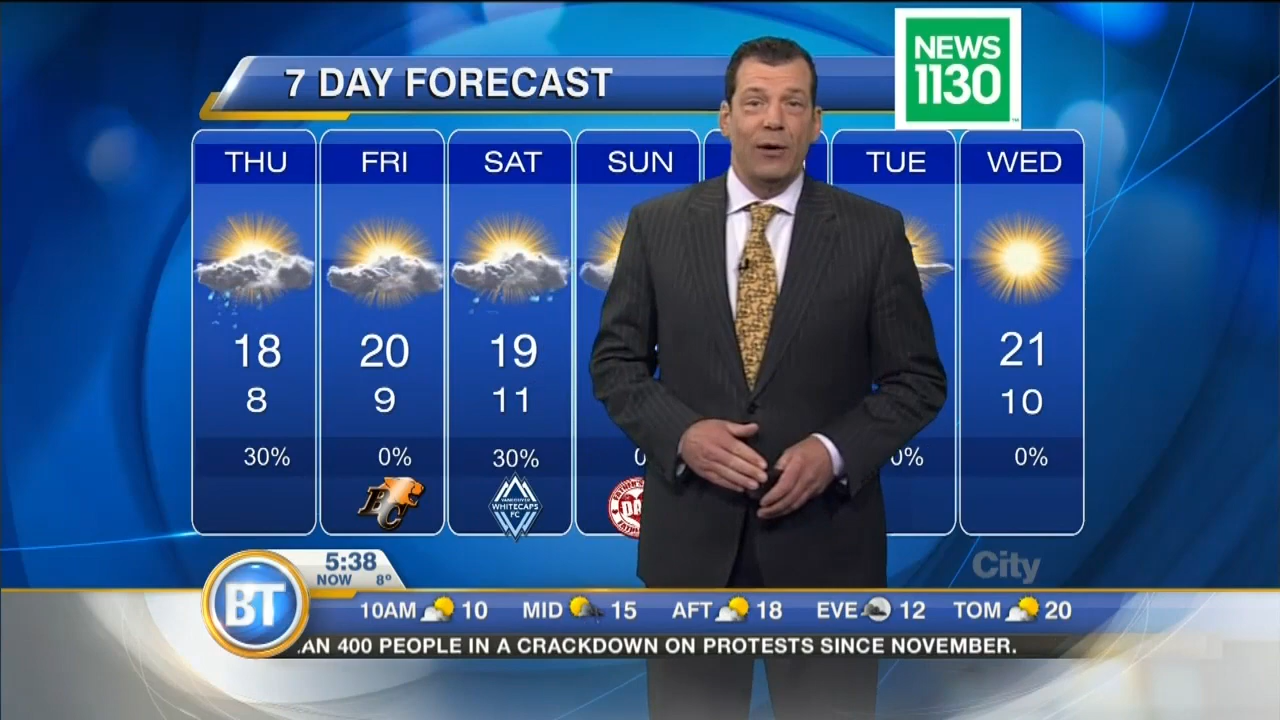 NEWS
1130
7 DAY FORECAST
THU FRI SAT SUN TUE WED
18 20 19 21
8 9 11 10
30% 0% 30% 0%
BC
VANCOUVER
WHITECAPS
FC
City
5:38
NOW 8°
BT
10AM 10 MID 15 AFT 18 EVE 12 TOM 20
AN 400 PEOPLE IN A CRACKDOWN ON PROTESTS SINCE NOVEMBER.